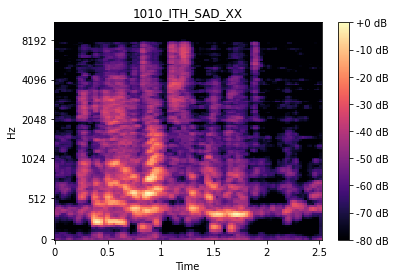 1010_ITH_SAD_XX
+0 dB
8192
-10 dB
4096
-20 dB
-30 dB
2048
Hz
-40 dB
1024
-50 dB
512
-60 dB
-70 dB
0
-80 dB
0 0.5 1 1.5 2 2.5
Time